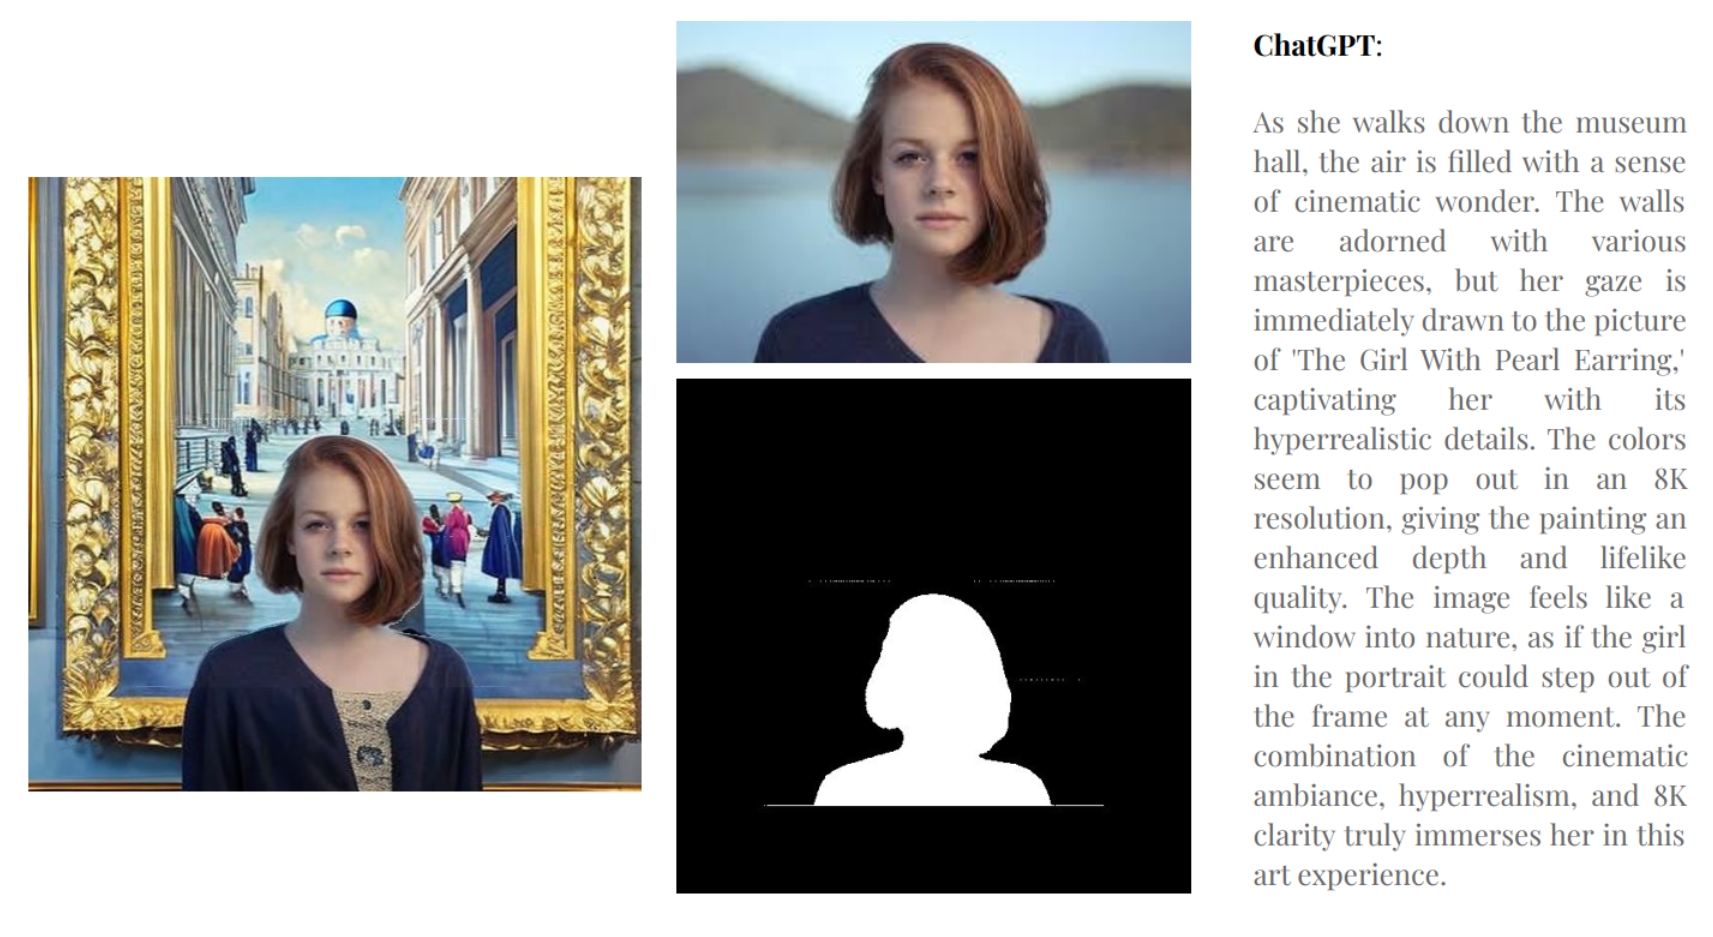 ChatGPT:
As she walks down the museum
hall, the air is filled with a sense
of cinematic wonder. The walls
are adorned with various
masterpieces, but her gaze is
immediately drawn to the picture
of 'The Girl With Pearl Earring,'
captivating her with its
hyperrealistic details. The colors
seem to pop out in an 8K
resolution, giving the painting an
enhanced depth and lifelike
quality. The image feels like a
window into nature, as if the girl
in the portrait could step out of
the frame at any moment. The
combination of the cinematic
ambiance, hyperrealism, and 8K
clarity truly immerses her in this
art experience.